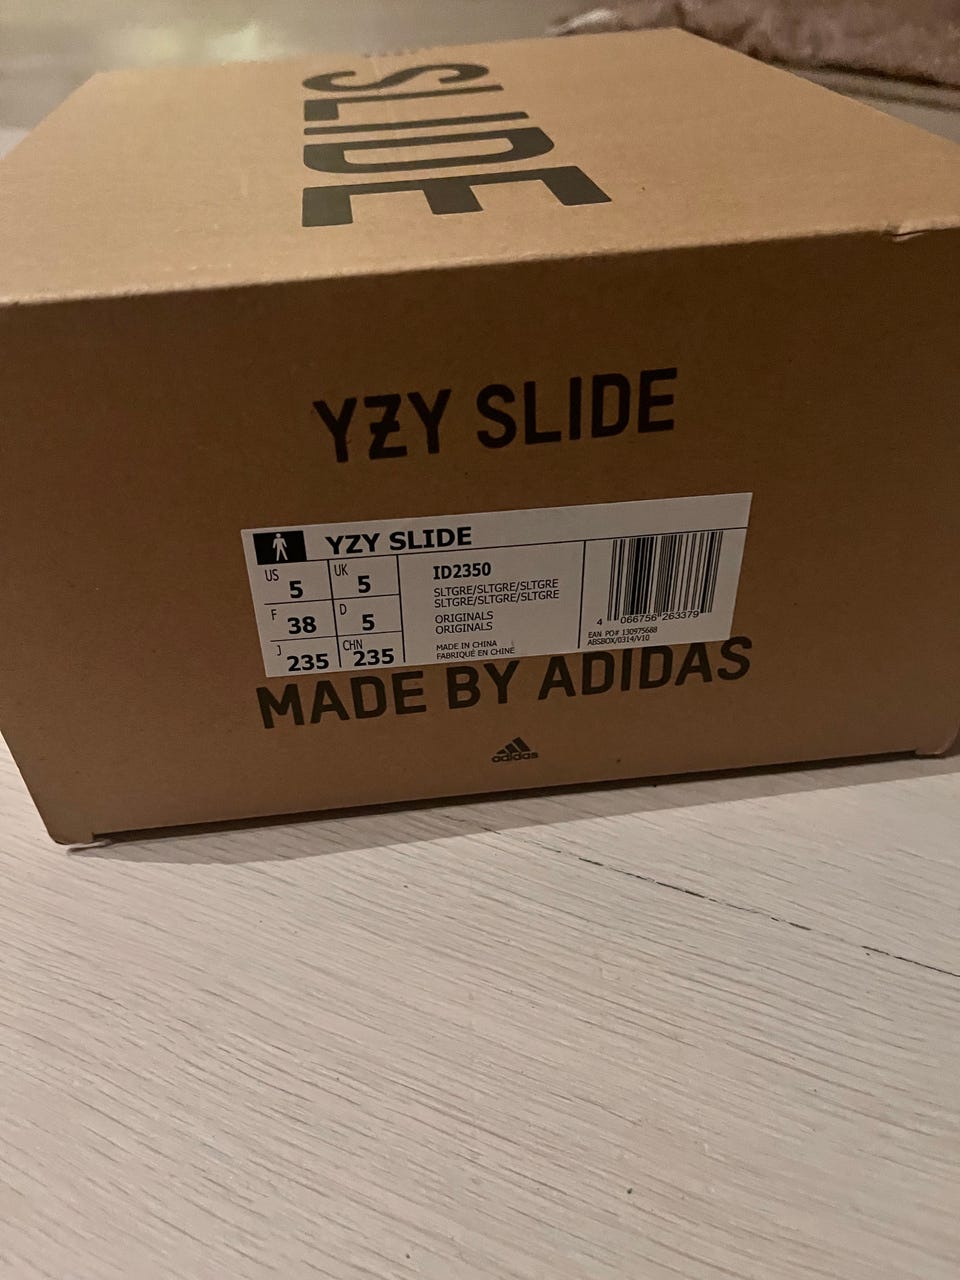 SLIDE
YZY SLIDE
YZY SLIDE
US 5 UK 5
F 38 D 5
J 235 CHN 235
ID2350
SLTGRE/SLTGRE/SLTGRE
SLTGRE/SLTGRE/SLTGRE
ORIGINALS
ORIGINALS
MADE IN CHINA
FABRIQUÉ EN CHINE
4 066756 263379
EAN PO# 130975688
ABSBOX/0314/V10
MADE BY ADIDAS
adidas